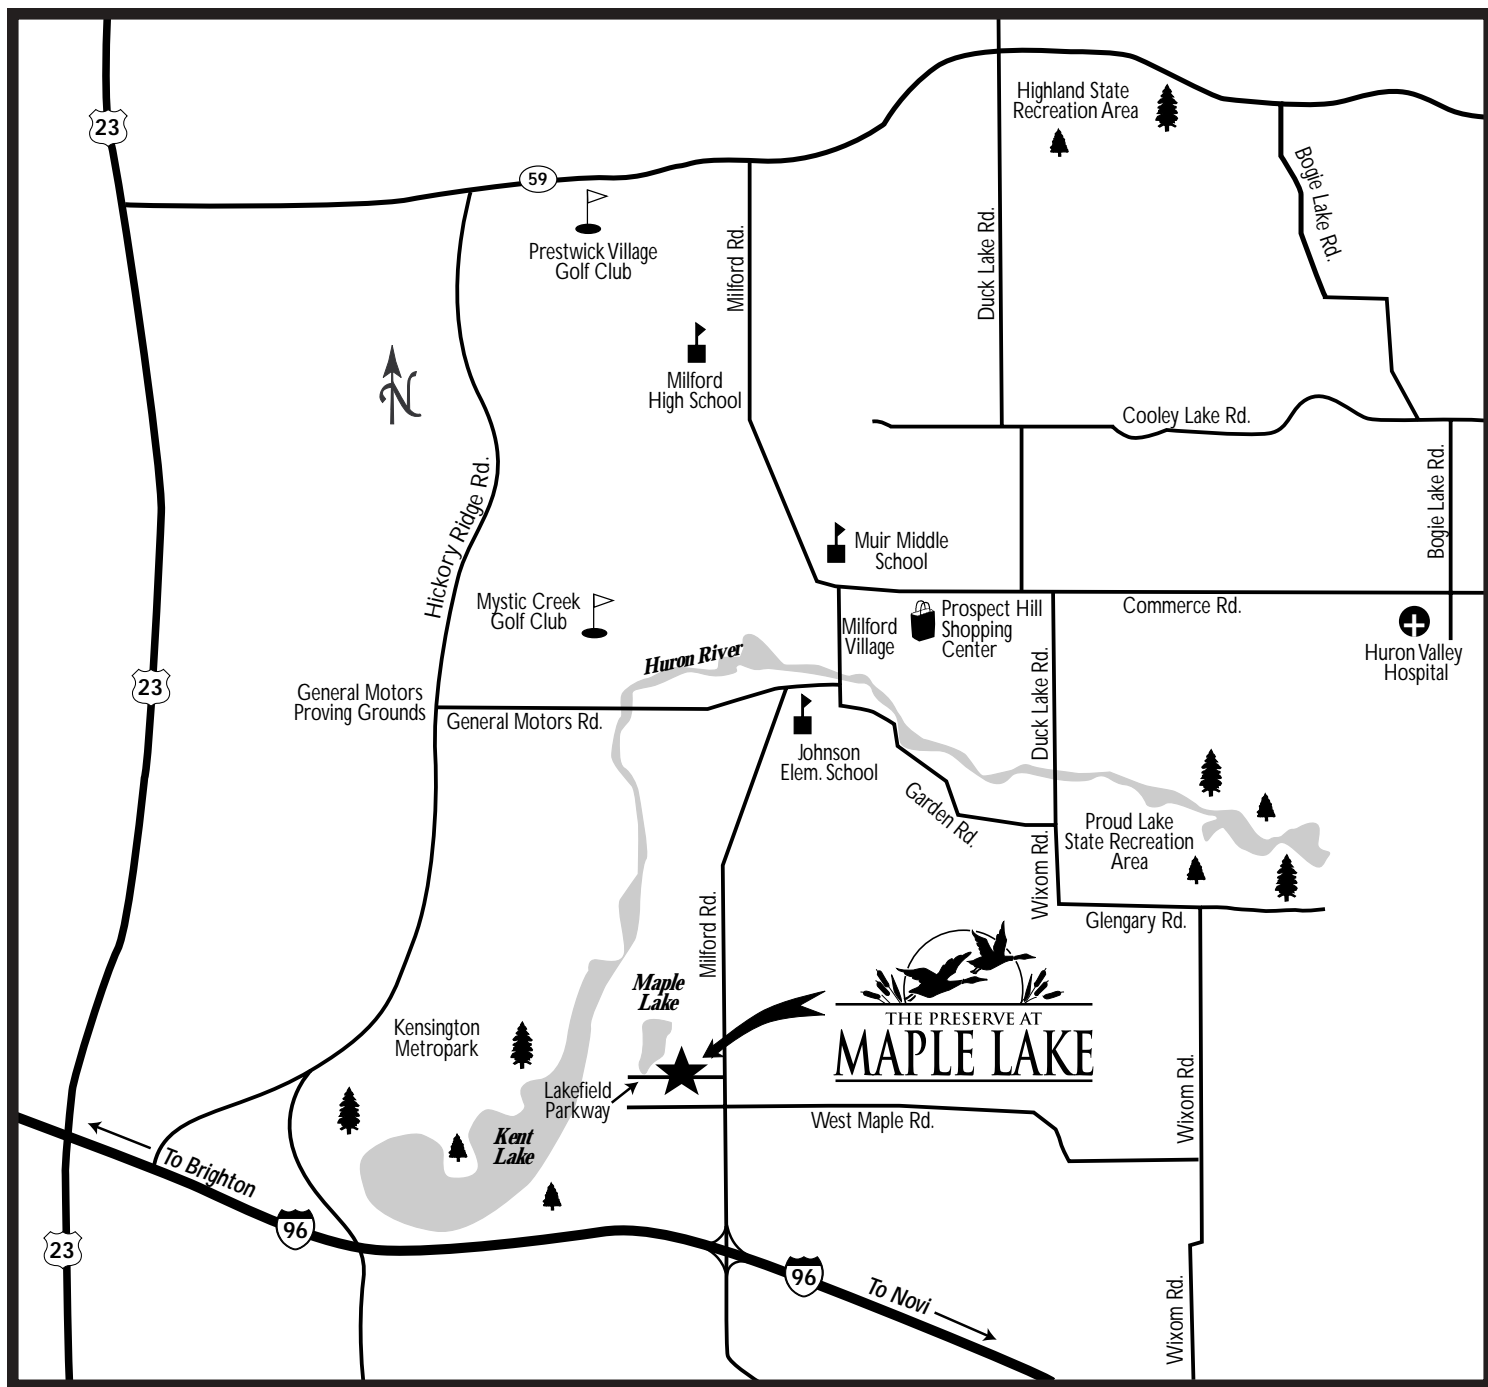 Highland State
Recreation Area
23
59
Bogie Lake Rd.
Prestwick Village
Golf Club
Milford Rd.
Duck Lake Rd.
N
Milford
High School
Cooley Lake Rd.
Hickory Ridge Rd.
Bogie Lake Rd.
Muir Middle
School
Mystic Creek
Golf Club
Milford
Village
Prospect Hill
Shopping
Center
Commerce Rd.
Huron Valley
Hospital
Huron River
23
General Motors
Proving Grounds
General Motors Rd.
Duck Lake Rd.
Johnson
Elem. School
Garden Rd.
Proud Lake
State Recreation
Area
Wixom Rd.
Glengary Rd.
Milford Rd.
Maple
Lake
THE PRESERVE AT
MAPLE LAKE
Kensington
Metropark
Lakefield
Parkway
West Maple Rd.
Wixom Rd.
Kent
Lake
To Brighton
96
23
96
To Novi
Wixom Rd.